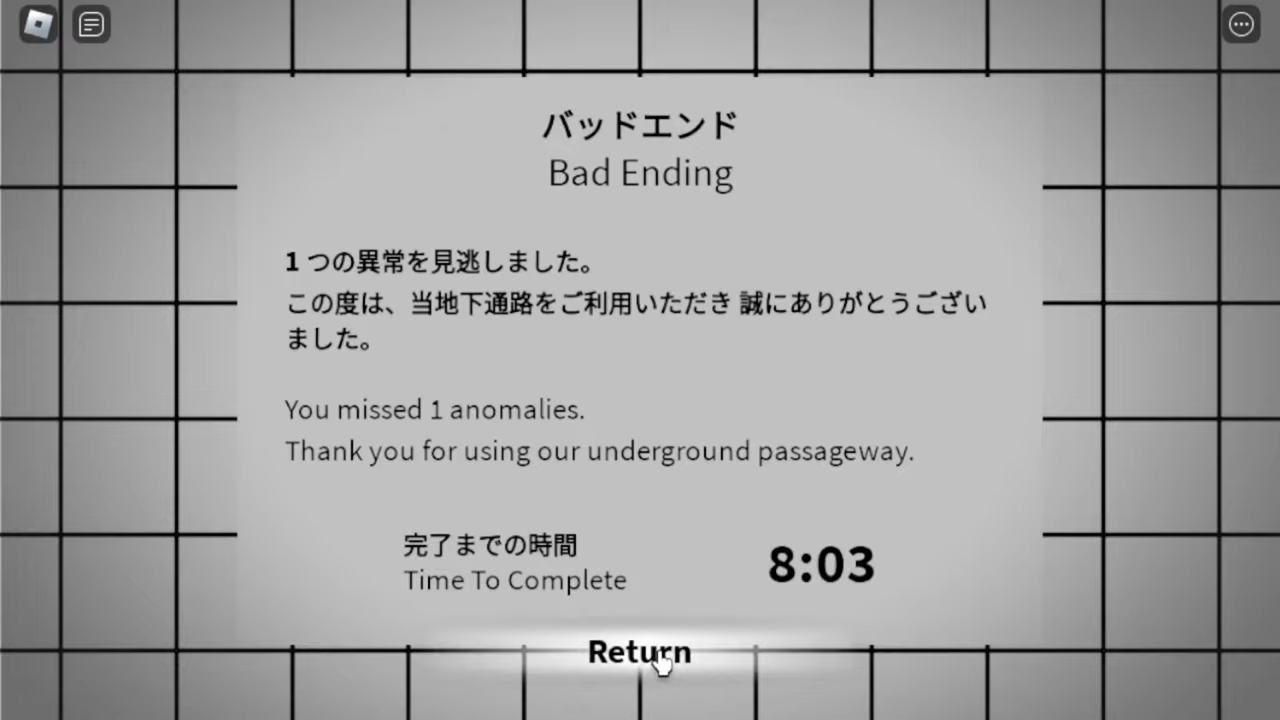 バッドエンド
Bad Ending
1 つの異常を見逃しました。
この度は、当地下通路をご利用いただき 誠にありがとうござい
ました。
You missed 1 anomalies.
Thank you for using our underground passageway.
完了までの時間
Time To Complete
8:03
Return